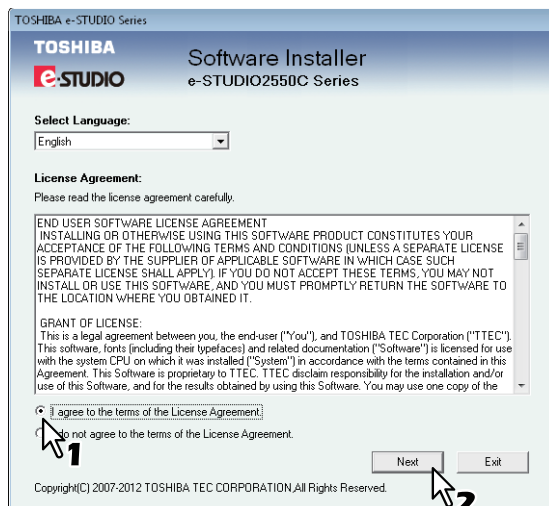 TOSHIBA e-STUDIO Series
TOSHIBA
e-STUDIO
Software Installer
e-STUDIO2550C Series
Select Language:
English
License Agreement:
Please read the license agreement carefully.
END USER SOFTWARE LICENSE AGREEMENT
INSTALLING OR OTHERWISE USING THIS SOFTWARE PRODUCT CONSTITUTES YOUR
ACCEPTANCE OF THE FOLLOWING TERMS AND CONDITIONS (UNLESS A SEPARATE LICENSE
IS PROVIDED BY THE SUPPLIER OF APPLICABLE SOFTWARE IN WHICH CASE SUCH
SEPARATE LICENSE SHALL APPLY). IF YOU DO NOT ACCEPT THESE TERMS, YOU MAY NOT
INSTALL OR USE THIS SOFTWARE, AND YOU MUST PROMPTLY RETURN THE SOFTWARE TO
THE LOCATION WHERE YOU OBTAINED IT.
GRANT OF LICENSE:
This is a legal agreement between you, the end-user ("You"), and TOSHIBA TEC Corporation ("TTEC").
This software, fonts (including their typefaces) and related documentation ("Software") is licensed for use
with the system CPU on which it was installed ("System") in accordance with the terms contained in this
Agreement. This Software is proprietary to TTEC. TTEC disclaim responsibility for the installation and/or
use of this Software, and for the results obtained by using this Software. You may use one copy of the
I agree to the terms of the License Agreement.
do not agree to the terms of the License Agreement.
1
Next
Exit
Copyright(C) 2007-2012 TOSHIBA TEC CORPORATION,All Rights Reserved.
2